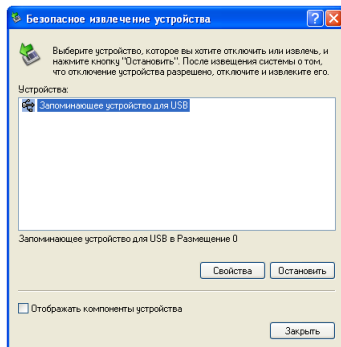 Безопасное извлечение устройства
Выберите устройство, которое вы хотите отключить или извлечь, и
нажмите кнопку "Остановить". После извещения системы о том,
что отключение устройства разрешено, отключите и извлеките его.
Устройства:
Запоминающее устройство для USB
Запоминающее устройство для USB в Размещение 0
Свойства Остановить
Отображать компоненты устройства
Закрыть